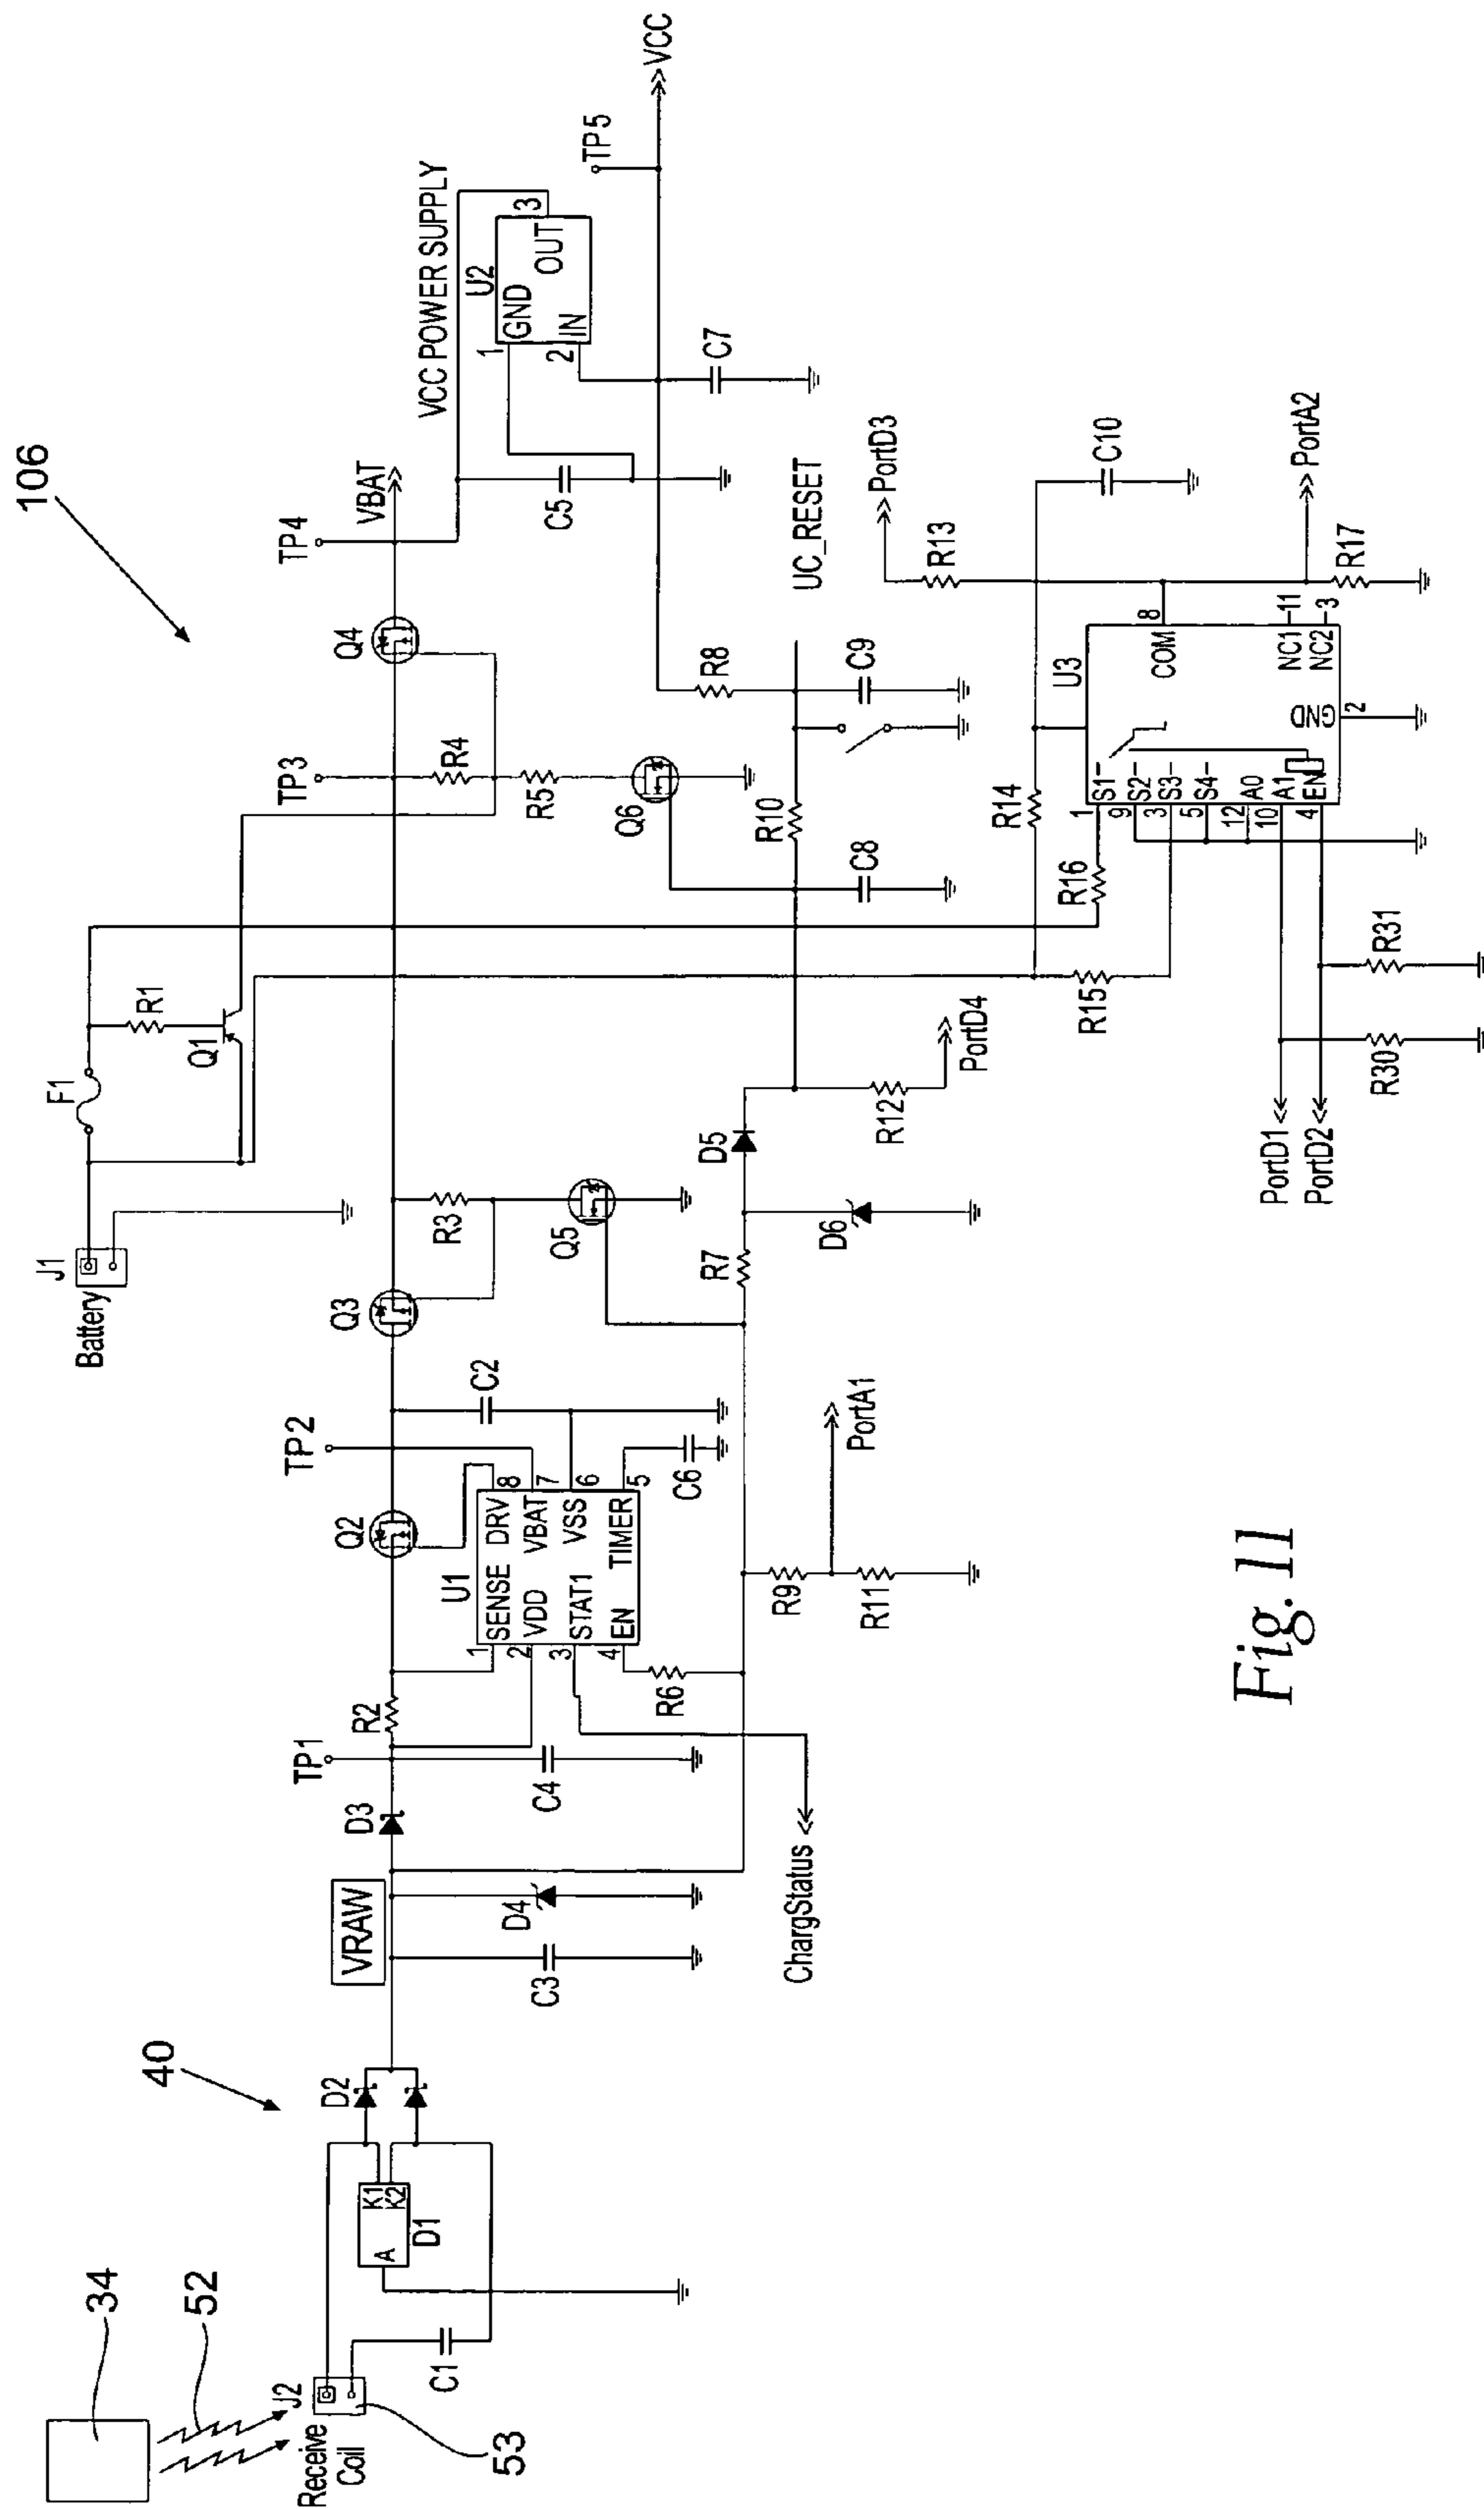 106
40
34
52
53
J2
Receive
Coil
C1
A
K1
K2
D1
D2
VRAW
C3
D4
D3
TP1
C4
R2
U1
1 SENSE
2 VDD
3 STAT1
4 EN
DRV 8
VBAT 7
VSS 6
TIMER 5
R6
ChargStatus
Q2
TP2
C2
C6
R9
R11
PortA1
Q3
R3
Q5
R7
D5
D6
J1
Battery
F1
R1
Q1
R12
PortD4
TP3
R4
R5
Q6
R10
C8
Q4
TP4
VBAT
VCC POWER SUPPLY
U2
1 GND
2 IN
OUT 3
C5
C7
TP5
VCC
R8
C9
UC_RESET
PortD3
R13
C10
R14
R16
R15
U3
1 S1
9 S2
3 S3
5 S4
12 A0
10 A1
4 EN
COM 8
NC1 11
NC2 3
GND 2
R17
PortA2
PortD1
PortD2
R30
R31
Fig. 11